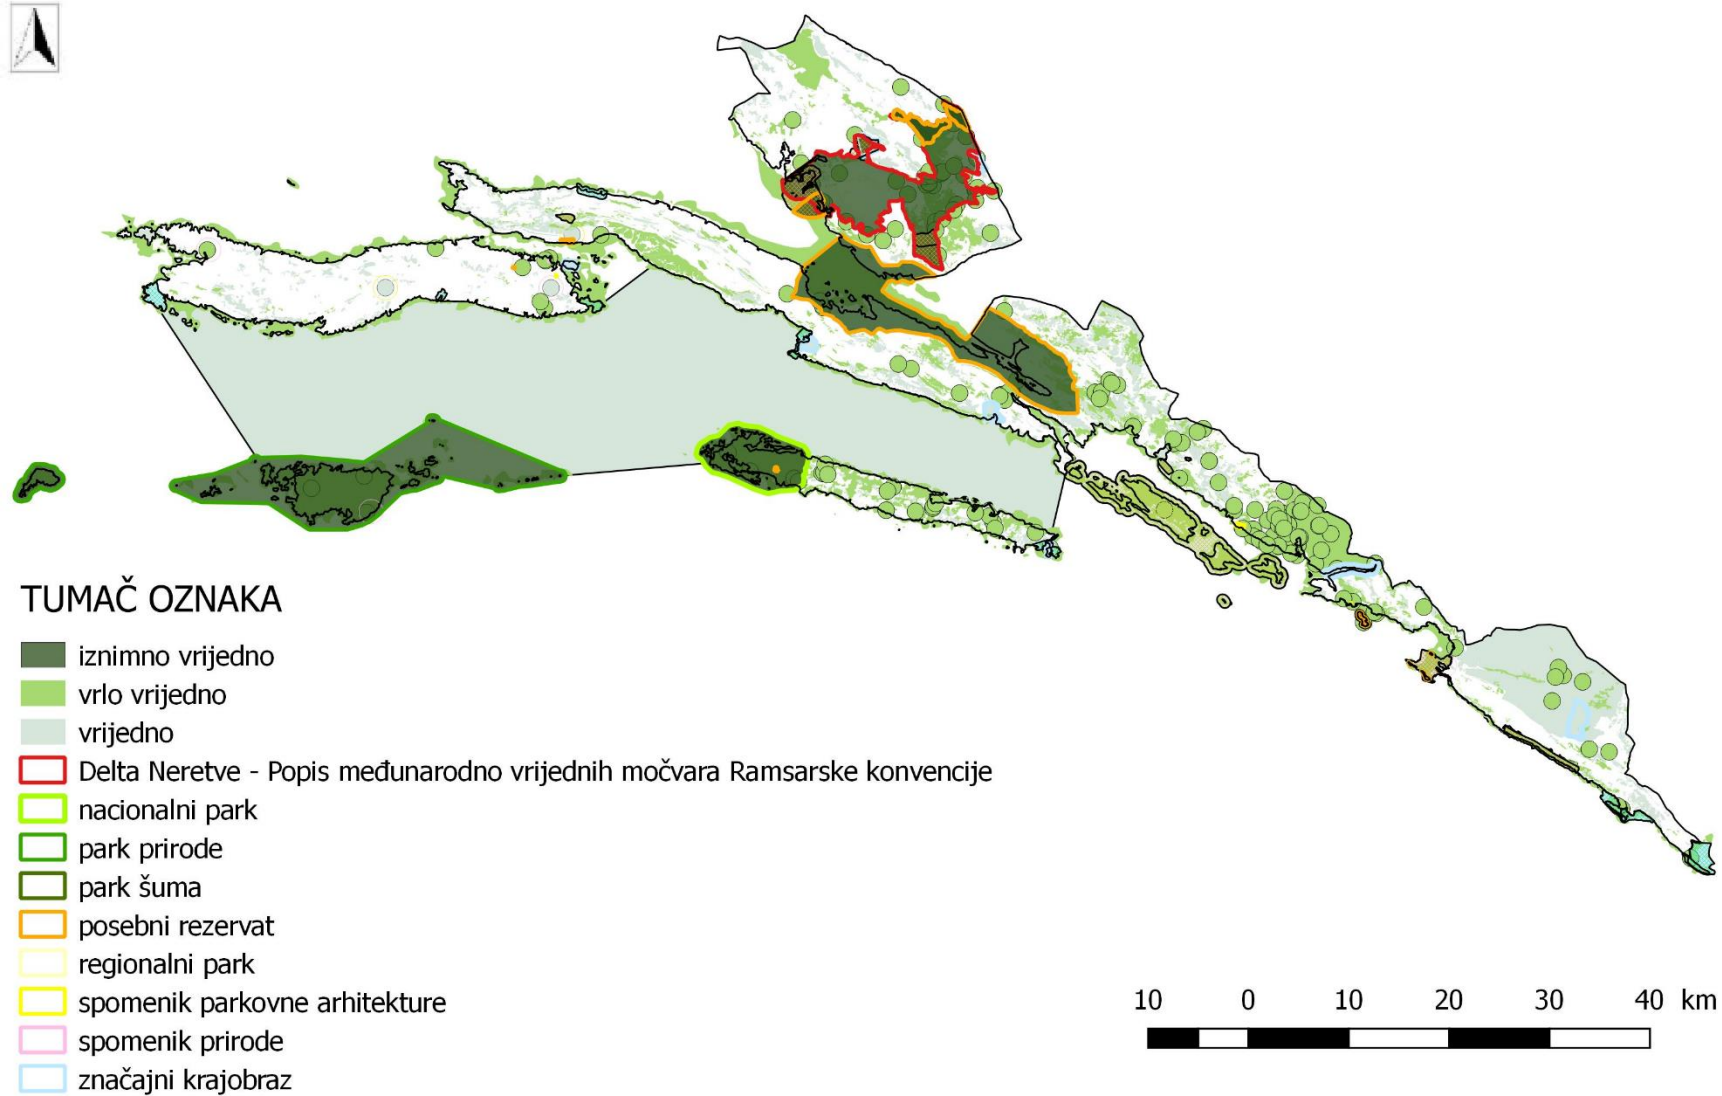 TUMAČ OZNAKA
iznimno vrijedno
vrlo vrijedno
vrijedno
Delta Neretve - Popis međunarodno vrijednih močvara Ramsarske konvencije
nacionalni park
park prirode
park šuma
posebni rezervat
regionalni park
spomenik parkovne arhitekture
spomenik prirode
značajni krajobraz
10 0 10 20 30 40 km